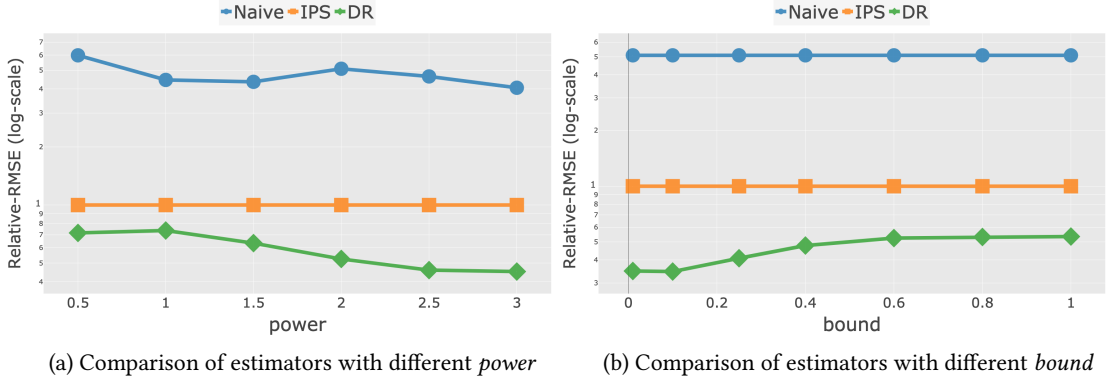 Naive IPS DR
Relative-RMSE (log-scale)
7
6
5
4
3
2
1
9
8
7
6
5
4
0.5 1 1.5 2 2.5 3
power
(a) Comparison of estimators with different power
Naive IPS DR
Relative-RMSE (log-scale)
6
5
4
3
2
1
9
8
7
6
5
4
3
0 0.2 0.4 0.6 0.8 1
bound
(b) Comparison of estimators with different bound